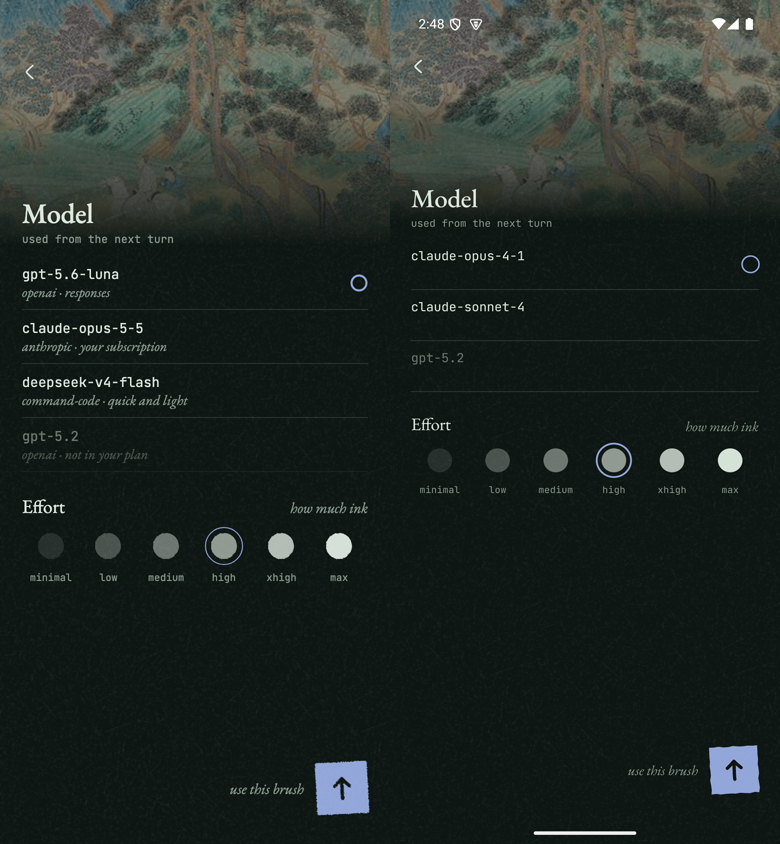 Model
used from the next turn
gpt-5.6-luna
openai · responses
claude-opus-5-5
anthropic · your subscription
deepseek-v4-flash
command-code · quick and light
gpt-5.2
openai · not in your plan
Effort
how much ink
minimal low medium high xhigh max
use this brush
2:48
Model
used from the next turn
claude-opus-4-1
claude-sonnet-4
gpt-5.2
Effort
how much ink
minimal low medium high xhigh max
use this brush